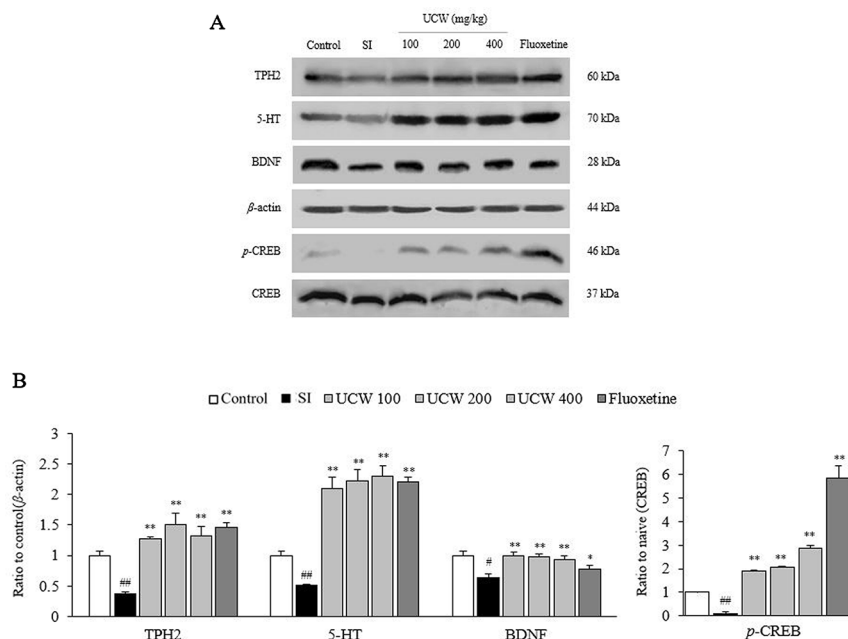 A
UCW (mg/kg)
Control SI 100 200 400 Fluoxetine
TPH2 60 kDa
5-HT 70 kDa
BDNF 28 kDa
β-actin 44 kDa
p-CREB 46 kDa
CREB 37 kDa
B
Control SI UCW 100 UCW 200 UCW 400 Fluoxetine
Ratio to control(β-actin)
3
2.5
2
1.5
1
0.5
0
## ** ** ** **
## ** ** ** **
# ** ** ** *
TPH2 5-HT BDNF
Ratio to naive (CREB)
7
6
5
4
3
2
1
0
## ** ** ** **
p-CREB